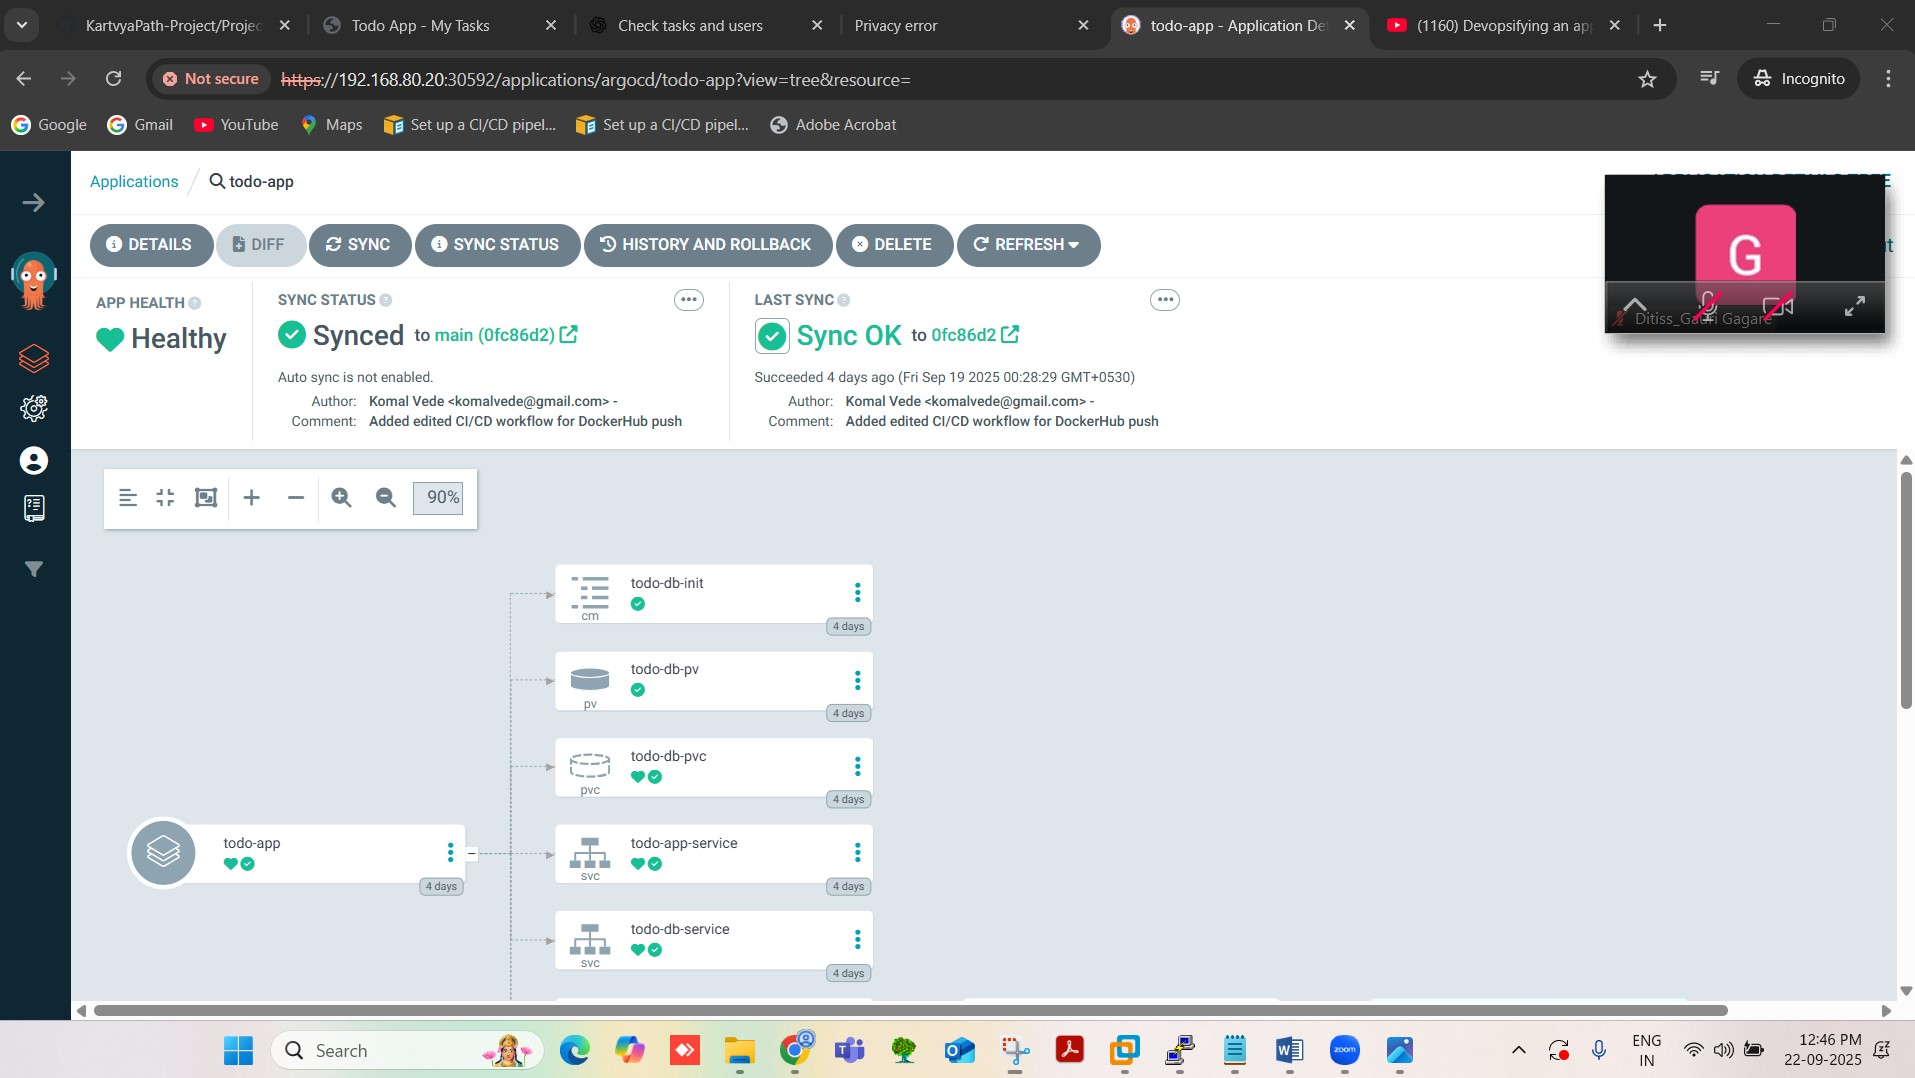 KartvyaPath-Project/Projec
Todo App - My Tasks
Check tasks and users
Privacy error
todo-app - Application De
(1160) Devopsifying an ap
Not secure
https://192.168.80.20:30592/applications/argocd/todo-app?view=tree&resource=
Incognito
Google
Gmail
YouTube
Maps
Set up a CI/CD pipel...
Set up a CI/CD pipel...
Adobe Acrobat
Applications / todo-app
DETAILS
DIFF
SYNC
SYNC STATUS
HISTORY AND ROLLBACK
DELETE
REFRESH
APP HEALTH
Healthy
SYNC STATUS
Synced to main (0fc86d2)
Auto sync is not enabled.
Author: Komal Vede <komalvede@gmail.com> -
Comment: Added edited CI/CD workflow for DockerHub push
LAST SYNC
Sync OK to 0fc86d2
Succeeded 4 days ago (Fri Sep 19 2025 00:28:29 GMT+0530)
Author: Komal Vede <komalvede@gmail.com> -
Comment: Added edited CI/CD workflow for DockerHub push
G
Ditiss_Gauri Gagare
90%
todo-db-init
cm
4 days
todo-db-pv
pv
4 days
todo-db-pvc
pvc
4 days
todo-app
4 days
todo-app-service
svc
4 days
todo-db-service
svc
4 days
Search
zoom
ENG
IN
12:46 PM
22-09-2025